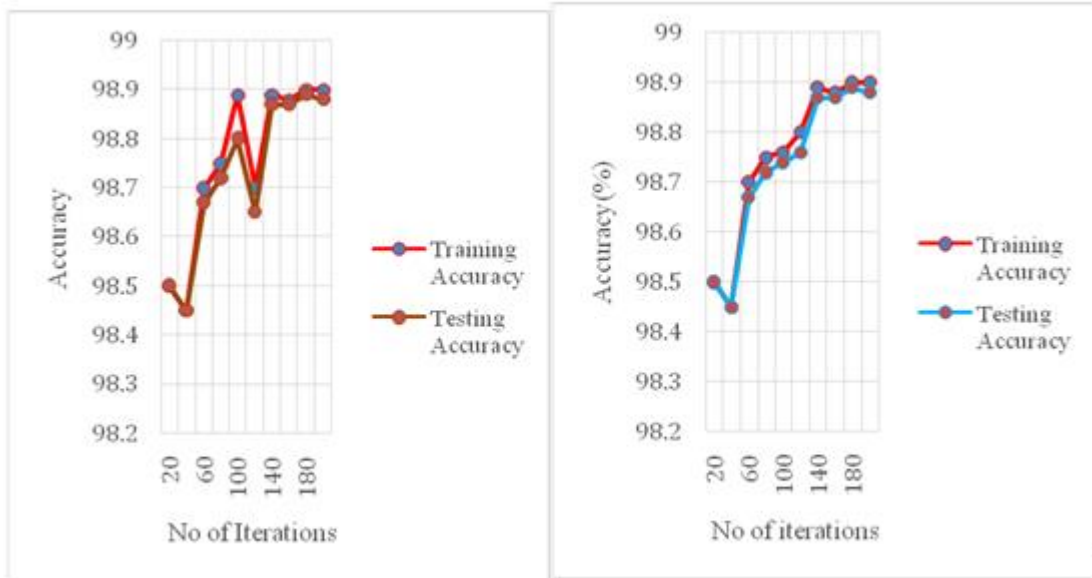 99
98.9
98.8
98.7
98.6
98.5
98.4
98.3
98.2
Accuracy
20
60
100
140
180
No of Iterations
Training
Accuracy
Testing
Accuracy
99
98.9
98.8
98.7
98.6
98.5
98.4
98.3
98.2
Accuracy (%)
20
60
100
140
180
No of iterations
Training
Accuracy
Testing
Accuracy